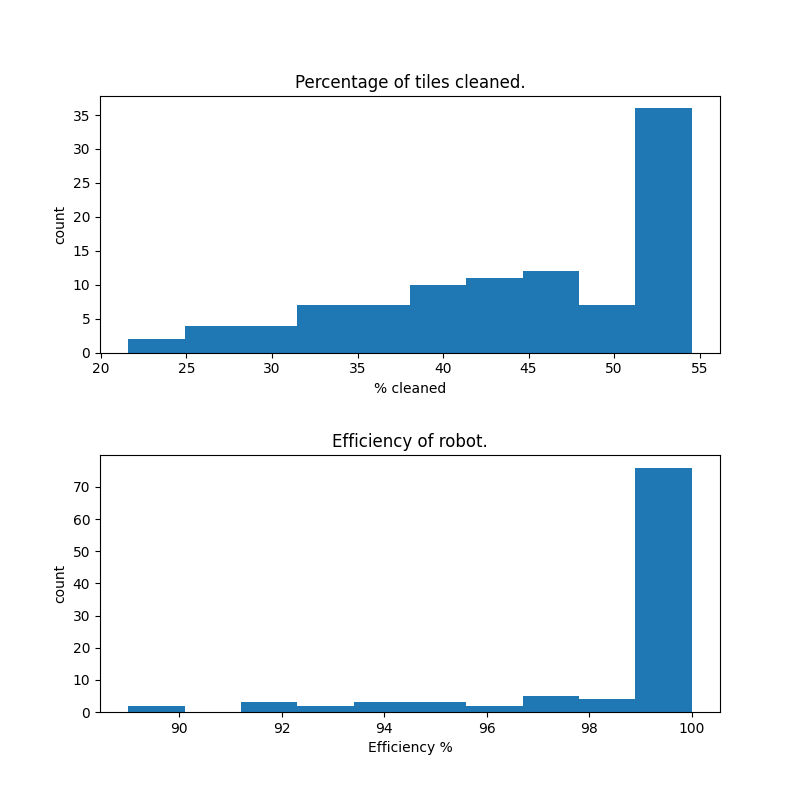 Percentage of tiles cleaned.
35
30
25
20
15
10
5
0
count
20 25 30 35 40 45 50 55
% cleaned
Efficiency of robot.
70
60
50
40
30
20
10
0
count
90 92 94 96 98 100
Efficiency %